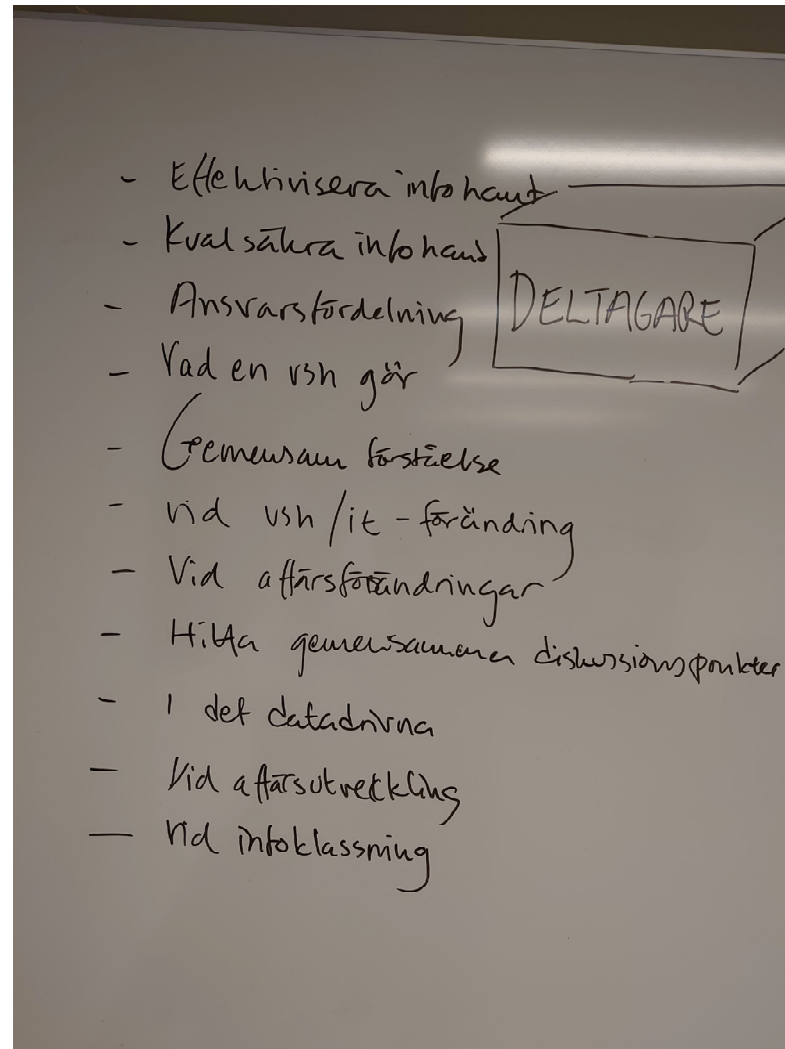 - Effektivisera infohant
- Kvalsäkra infohant
- Ansvarsfördelning
DELTAGARE
- Vad en vsh gör
- Gemensam förståelse
- vid vsh/it-förändring
- Vid affärsförändringar
- Hitta gemensamma diskussionspunkter
- I det datadrivna
- Vid affärsutveckling
- Vid infoklassning